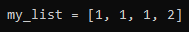 my_list = [1, 1, 1, 2]